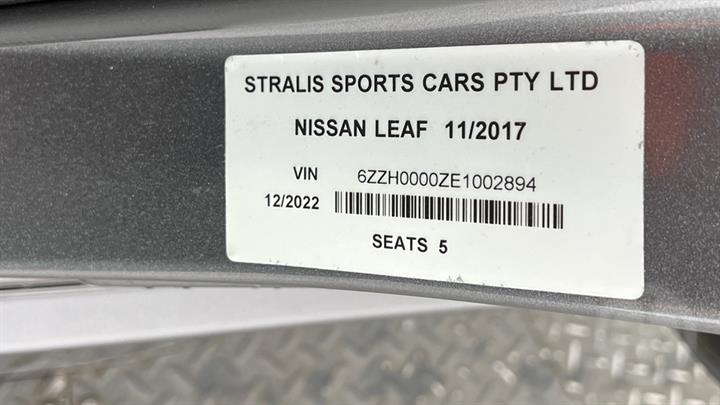 STRALIS SPORTS CARS PTY LTD
NISSAN LEAF 11/2017
VIN 6ZZH0000ZE1002894
12/2022
SEATS 5